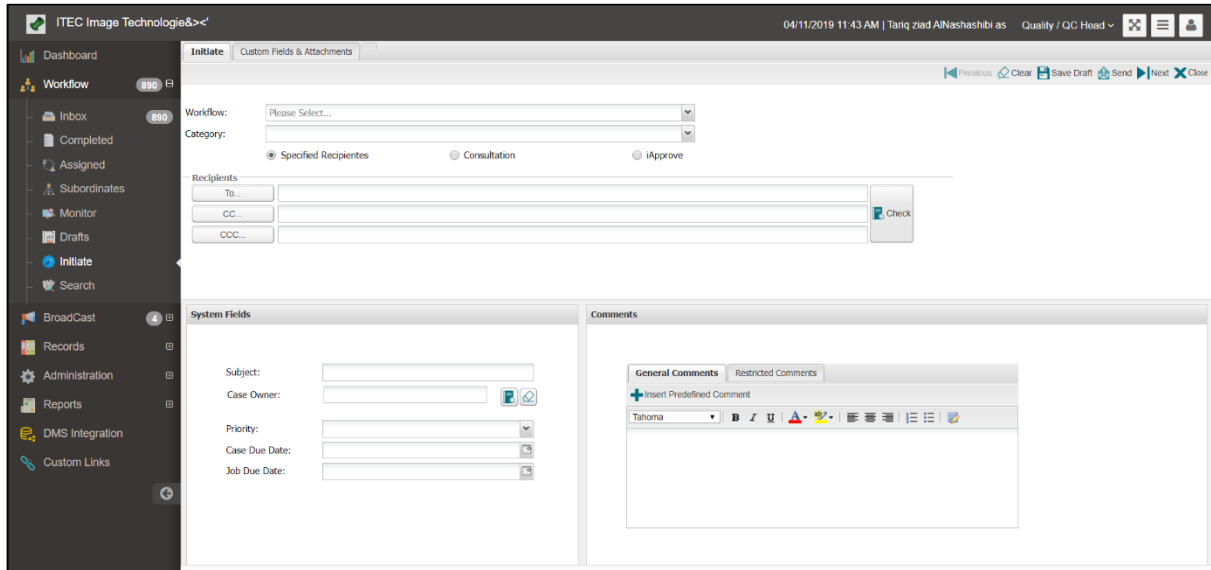 ITEC Image Technologie&><'
04/11/2019 11:43 AM | Tariq ziad AlNashashibi as Quality / QC Head
Dashboard
Workflow 890
Inbox 890
Completed
Assigned
Subordinates
Monitor
Drafts
Initiate
Search
BroadCast 4
Records
Administration
Reports
DMS Integration
Custom Links
Initiate Custom Fields & Attachments
Previous Clear Save Draft Send Next Close
Workflow: Please Select...
Category:
Specified Recipientes Consultation iApprove
Recipients
To...
CC...
CCC...
Check
System Fields
Subject:
Case Owner:
Priority:
Case Due Date:
Job Due Date:
Comments
General Comments Restricted Comments
Insert Predefined Comment
Tahoma B I U A ab